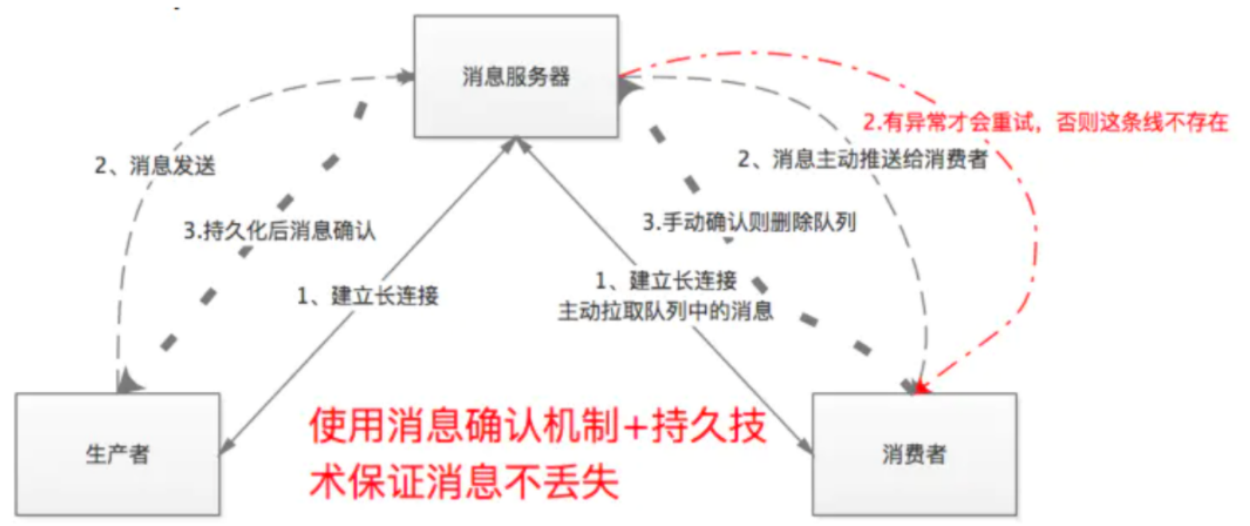 消息服务器
2.有异常才会重试，否则这条线不存在
2、消息发送
2、消息主动推送给消费者
3.持久化后消息确认
3.手动确认则删除队列
1、建立长连接
1、建立长连接
主动拉取队列中的消息
使用消息确认机制+持久技
术保证消息不丢失
生产者
消费者